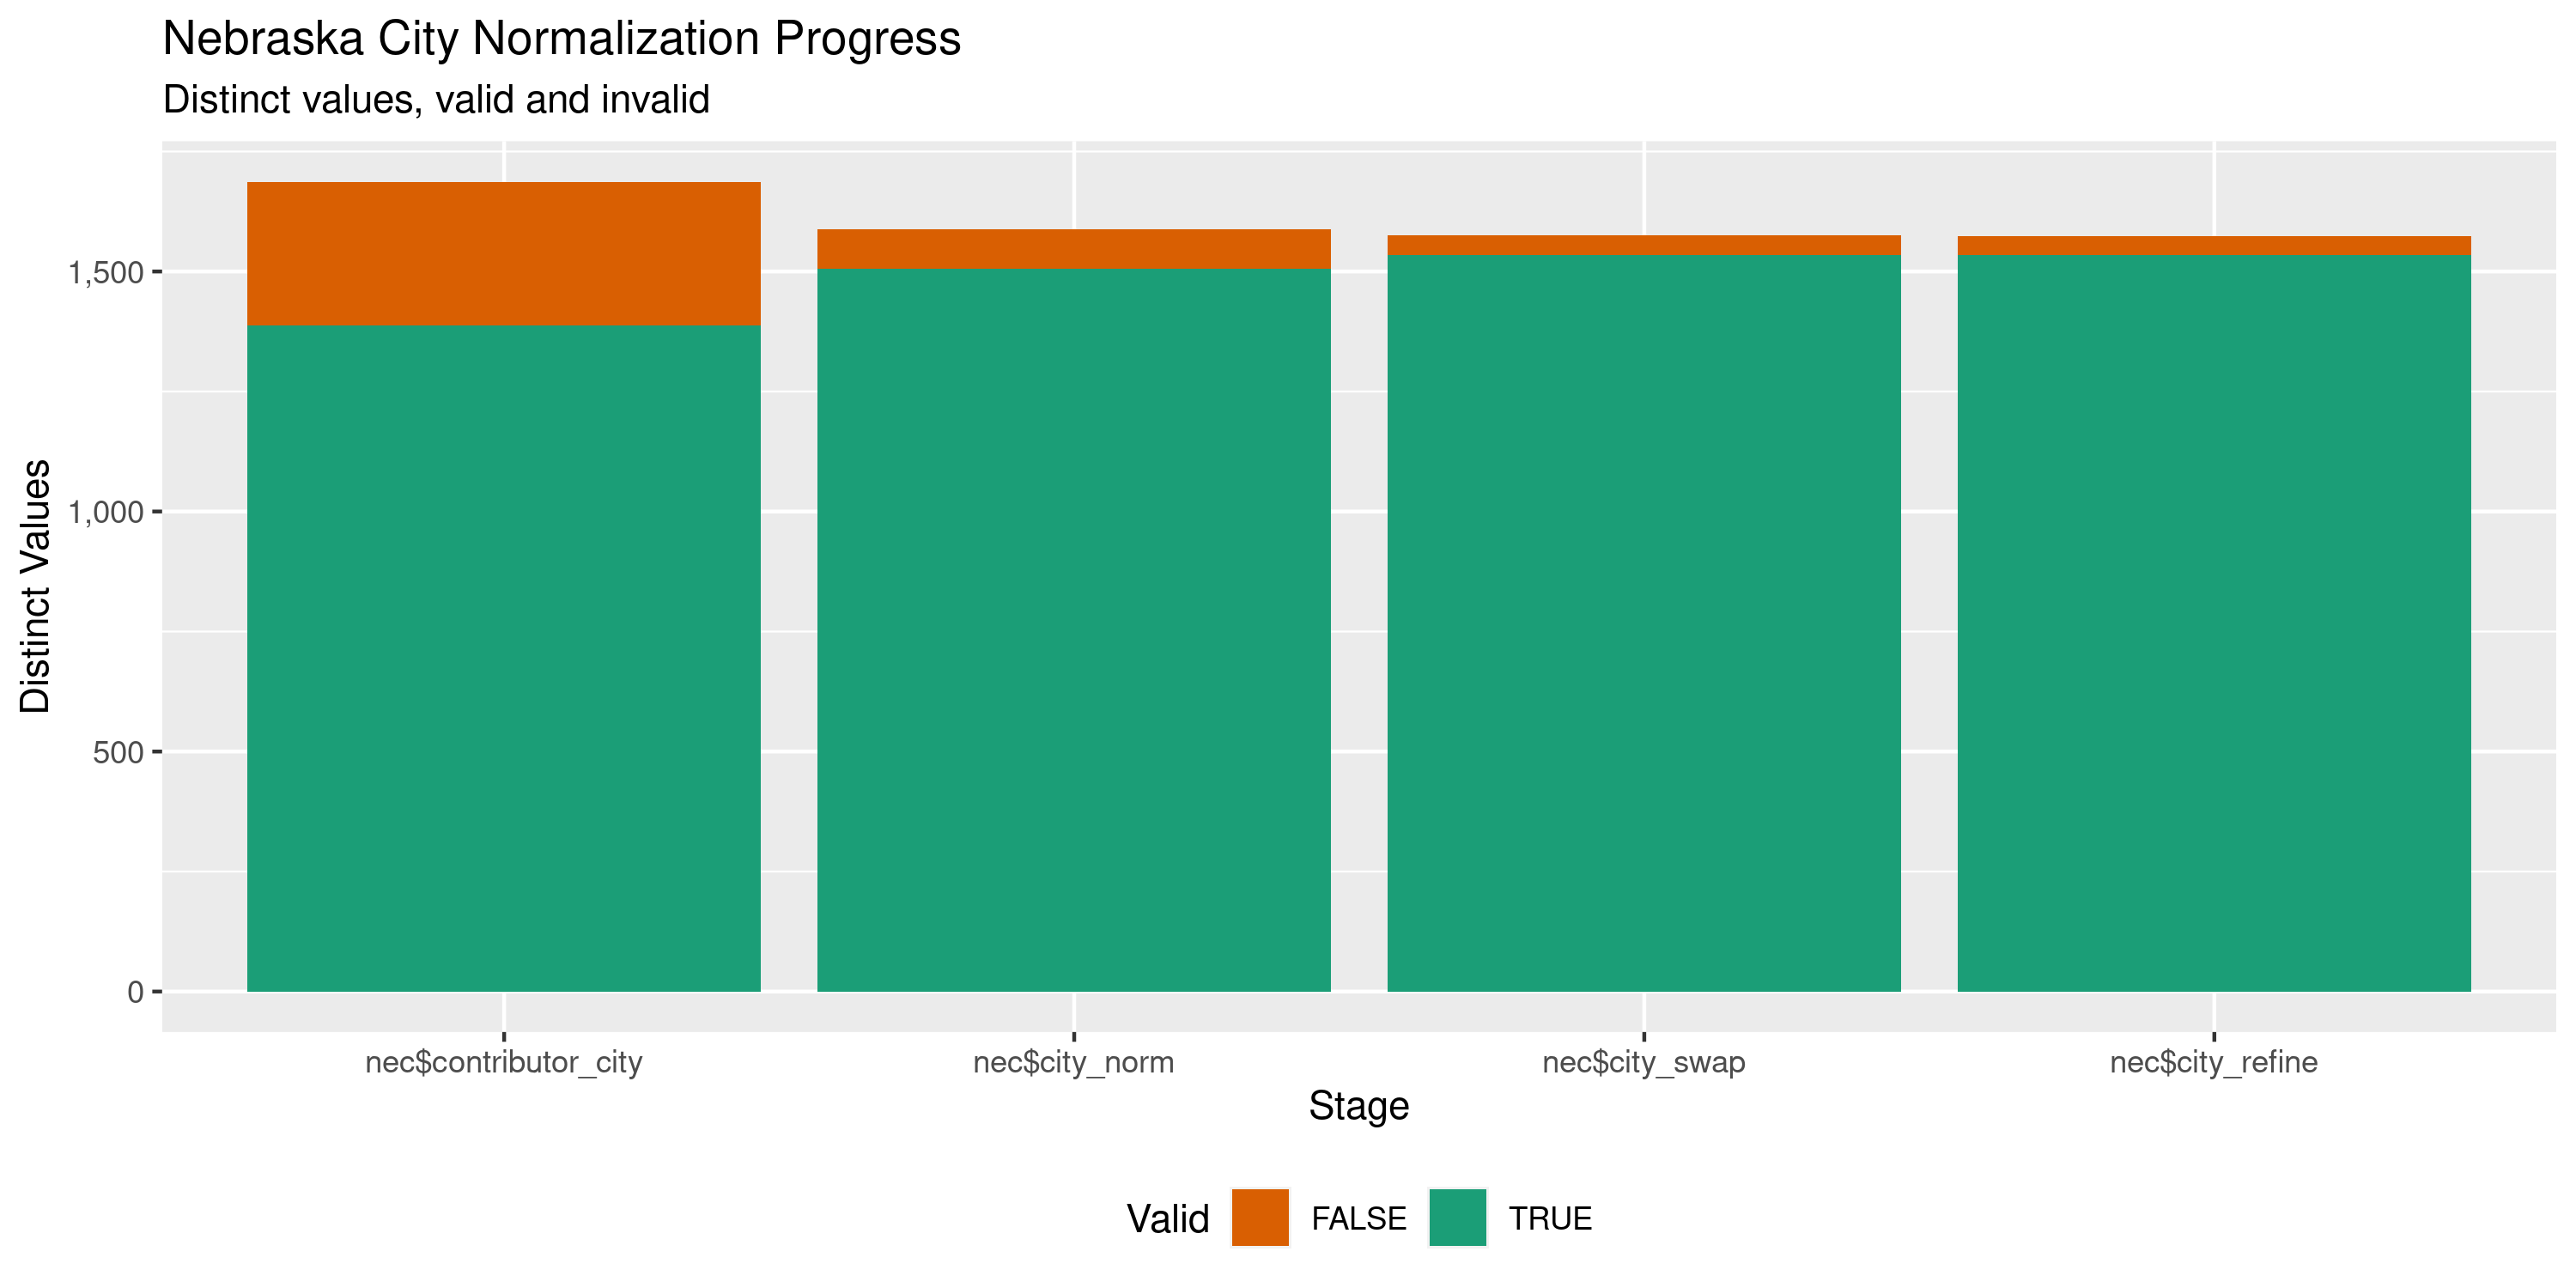 Nebraska City Normalization Progress
Distinct values, valid and invalid
Distinct Values
1,500
1,000
500
0
nec$contributor_city
nec$city_norm
nec$city_swap
nec$city_refine
Stage
Valid
FALSE
TRUE